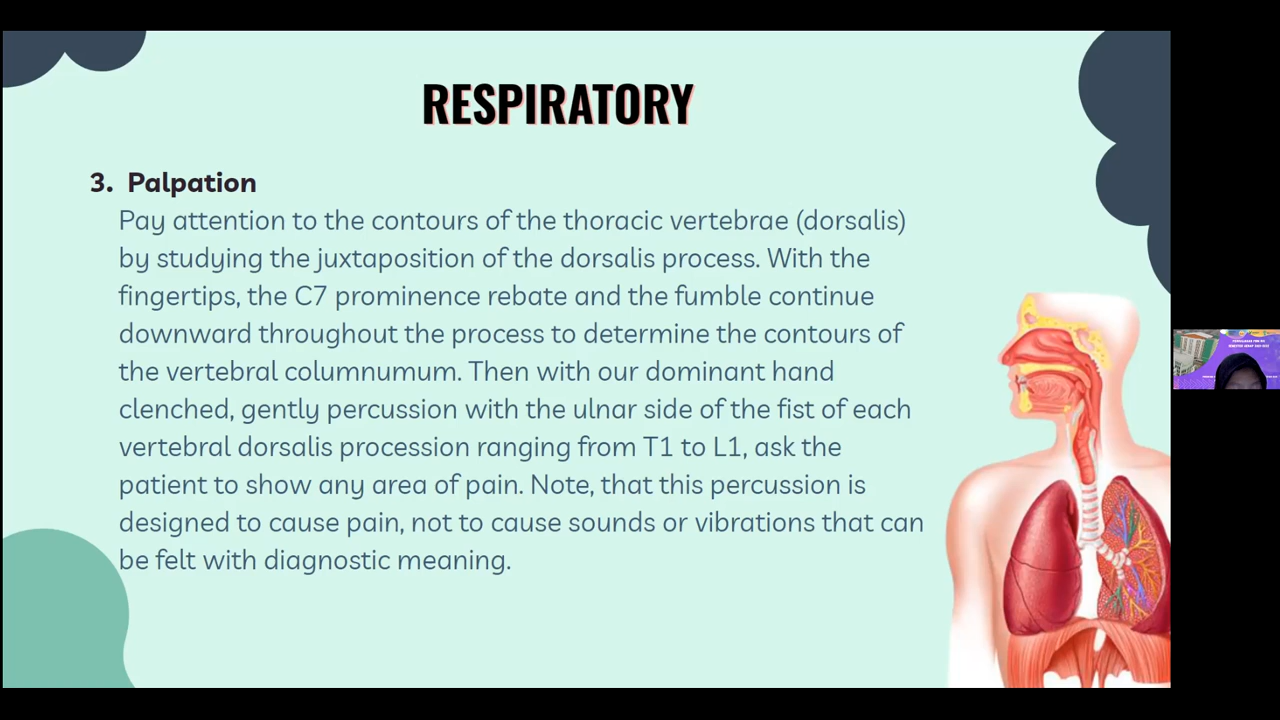 RESPIRATORY
3. Palpation
Pay attention to the contours of the thoracic vertebrae (dorsalis)
by studying the juxtaposition of the dorsalis process. With the
fingertips, the C7 prominence rebate and the fumble continue
downward throughout the process to determine the contours of
the vertebral columnumum. Then with our dominant hand
clenched, gently percussion with the ulnar side of the fist of each
vertebral dorsalis procession ranging from T1 to L1, ask the
patient to show any area of pain. Note, that this percussion is
designed to cause pain, not to cause sounds or vibrations that can
be felt with diagnostic meaning.